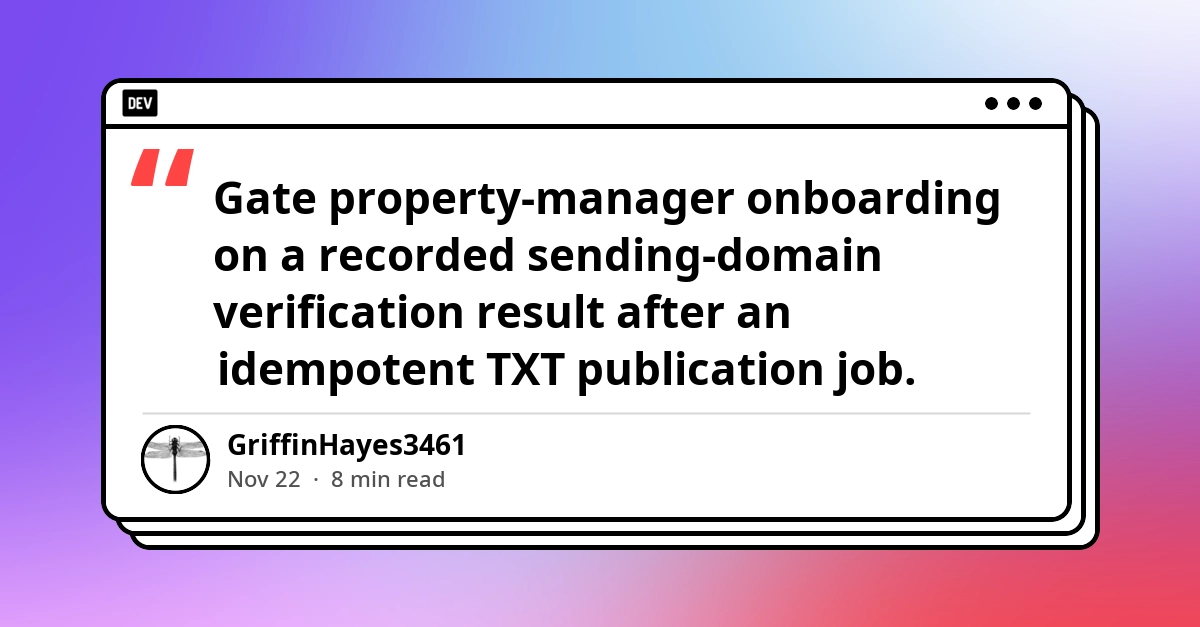 DEV
“
Gate property-manager onboarding
on a recorded sending-domain
verification result after an
idempotent TXT publication job.
GriffinHayes3461
Nov 22 · 8 min read